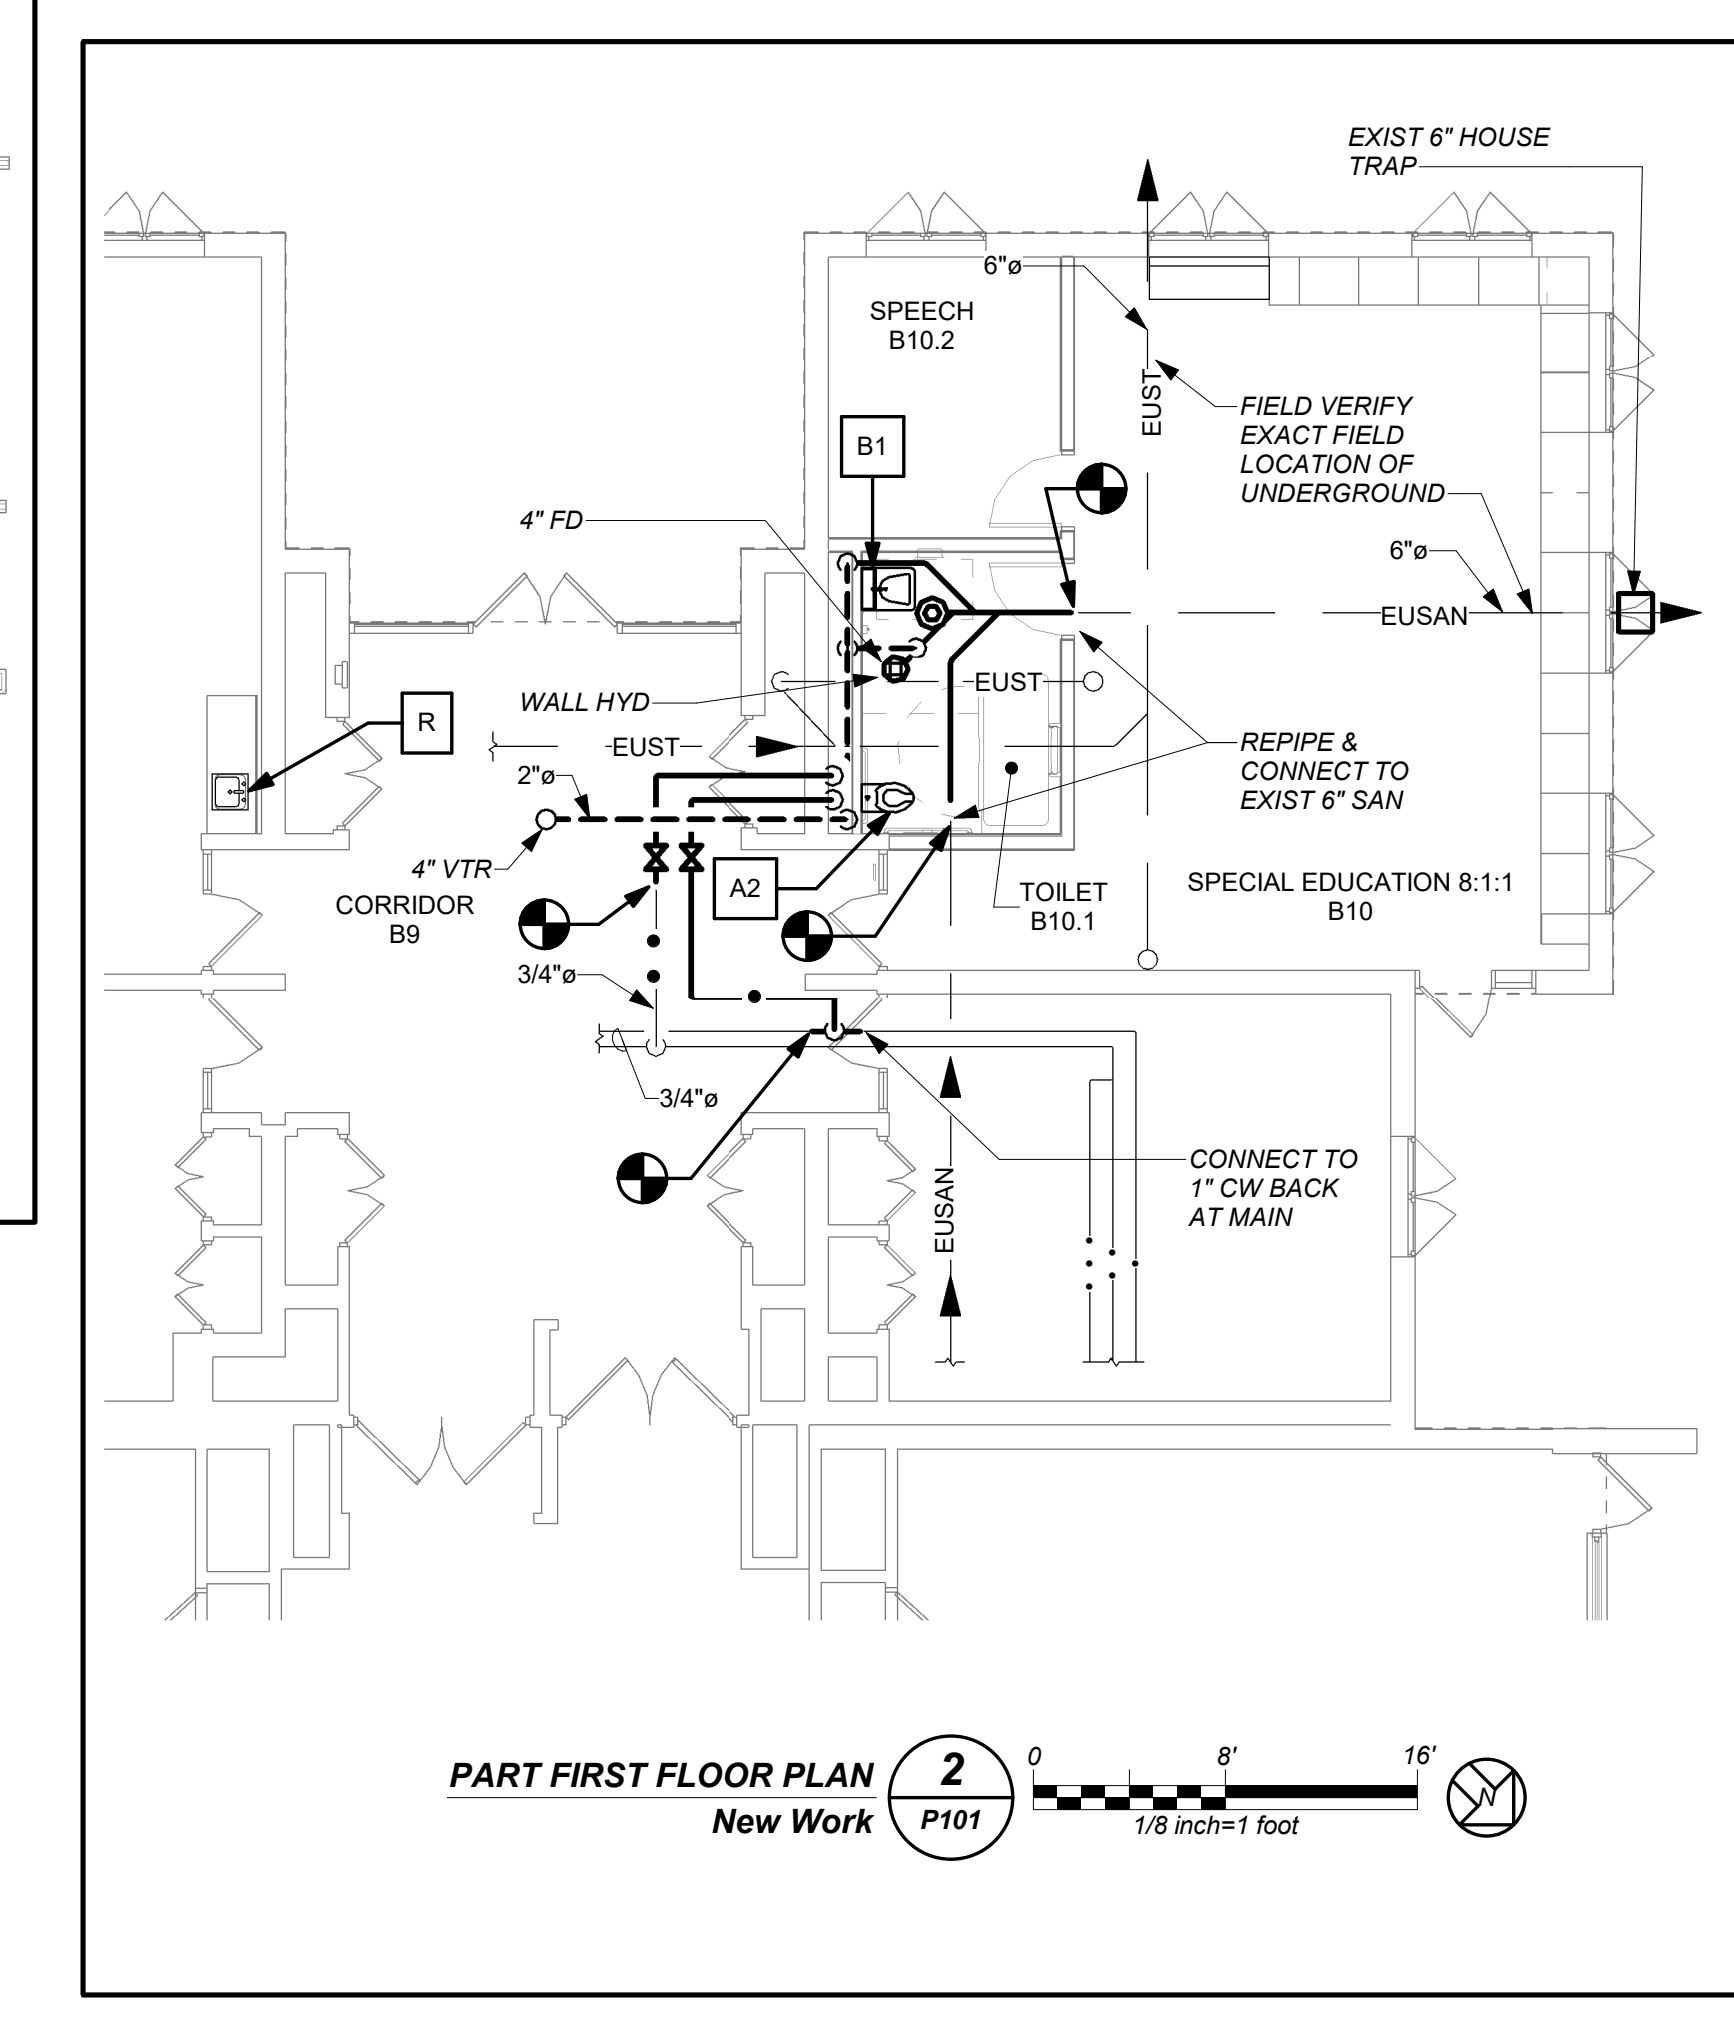 EXIST 6" HOUSE
TRAP
6"ø
SPEECH
B10.2
EUST
FIELD VERIFY
EXACT FIELD
LOCATION OF
UNDERGROUND
B1
4" FD
6"ø
EUSAN
WALL HYD
EUST
R
EUST
2"ø
REPIPE &
CONNECT TO
EXIST 6" SAN
4" VTR
A2
CORRIDOR
B9
TOILET
B10.1
SPECIAL EDUCATION 8:1:1
B10
3/4"ø
3/4"ø
EUSAN
CONNECT TO
1" CW BACK
AT MAIN
PART FIRST FLOOR PLAN
New Work
2
P101
0 8' 16'
1/8 inch=1 foot
N